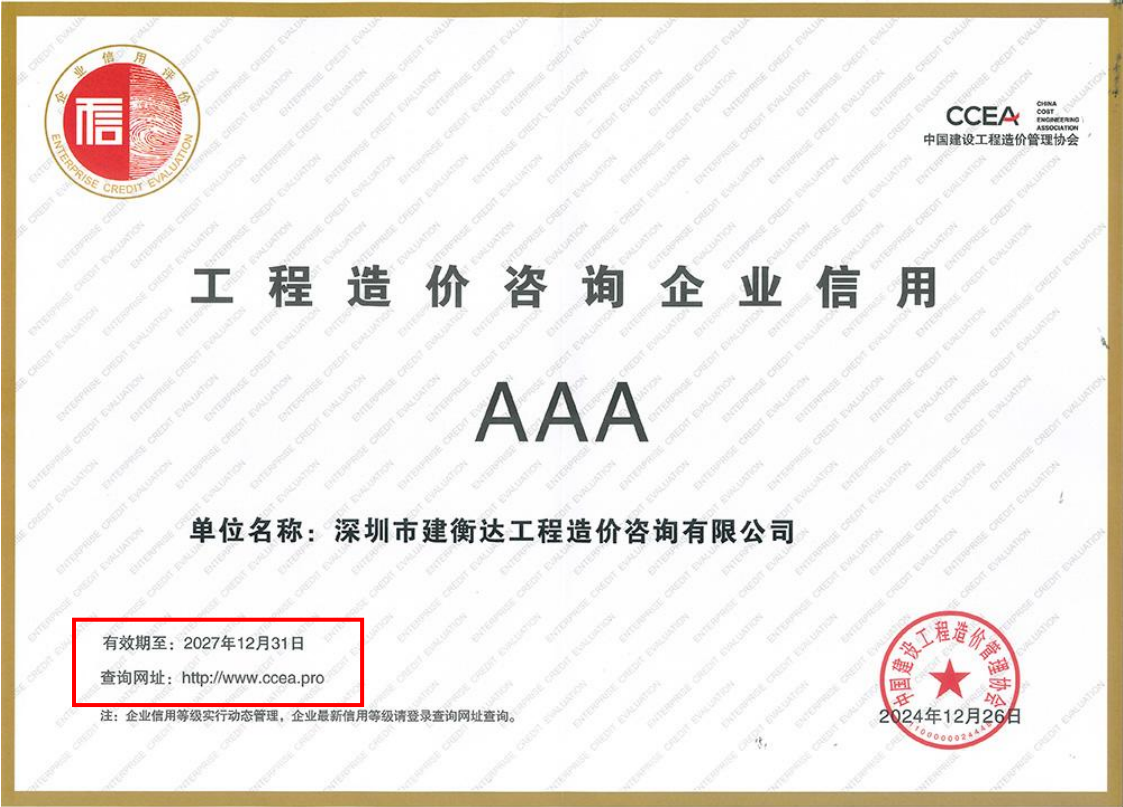 企业信用评价
信
ENTERPRISE CREDIT EVALUATION
CCEA
CHINA
COST
ENGINEERING
ASSOCIATION
中国建设工程造价管理协会
工程造价咨询企业信用
AAA
单位名称：深圳市建衡达工程造价咨询有限公司
有效期至：2027年12月31日
查询网址：http://www.ccea.pro
注：企业信用等级实行动态管理，企业最新信用等级请登录查询网址查询。
中国建设工程造价管理协会
2024年12月26日